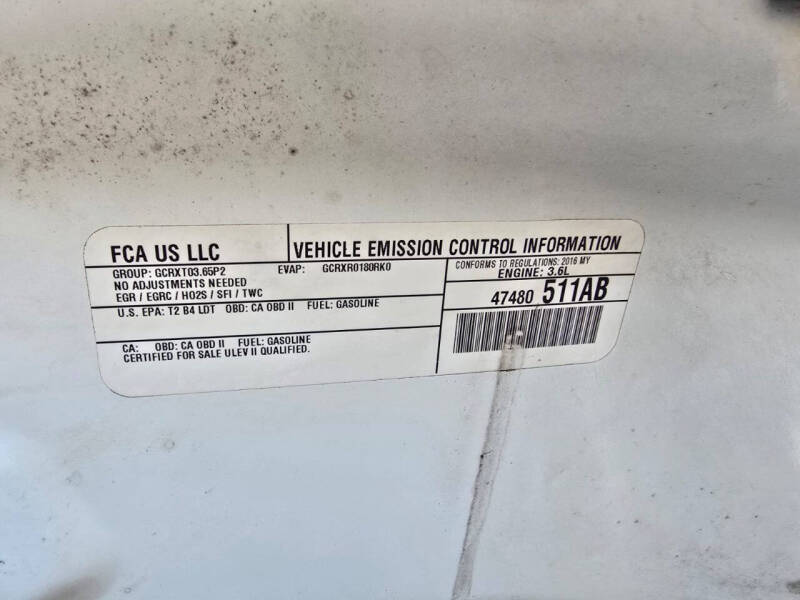 FCA US LLC
VEHICLE EMISSION CONTROL INFORMATION
GROUP: GCRXT03.65P2 EVAP: GCRXR0180RK0
NO ADJUSTMENTS NEEDED
EGR / EGRC / HO2S / SFI / TWC
CONFORMS TO REGULATIONS: 2016 MY
ENGINE: 3.6L
U.S. EPA: T2 B4 LDT OBD: CA OBD II FUEL: GASOLINE
47480 511AB
CA: OBD: CA OBD II FUEL: GASOLINE
CERTIFIED FOR SALE ULEV II QUALIFIED.